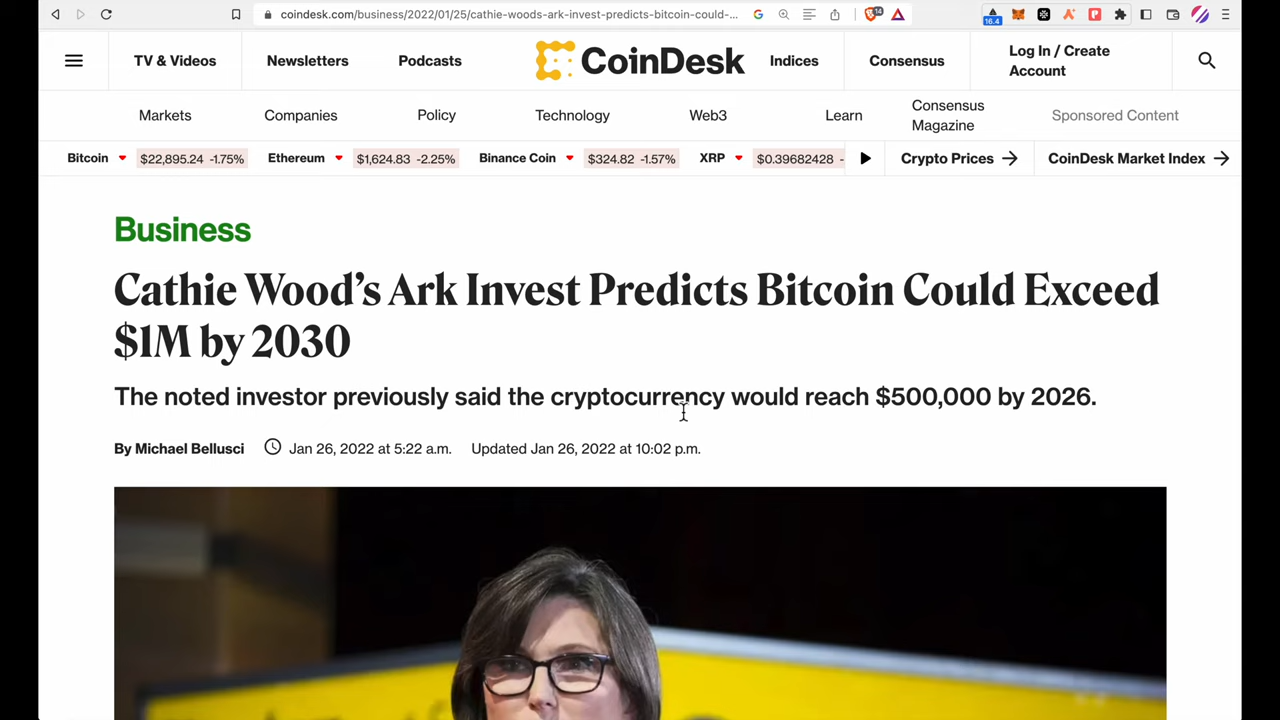 coindesk.com/business/2022/01/25/cathie-woods-ark-invest-predicts-bitcoin-could-...
14
16.4
TV & Videos
Newsletters
Podcasts
CoinDesk
Indices
Consensus
Log In / Create
Account
Markets
Companies
Policy
Technology
Web3
Learn
Consensus
Magazine
Sponsored Content
Bitcoin $22,895.24 -1.75% Ethereum $1,624.83 -2.25% Binance Coin $324.82 -1.57% XRP $0.39682428 - Crypto Prices → CoinDesk Market Index →
Business
Cathie Wood's Ark Invest Predicts Bitcoin Could Exceed
$1M by 2030
The noted investor previously said the cryptocurrency would reach $500,000 by 2026.
By Michael Bellusci Jan 26, 2022 at 5:22 a.m. Updated Jan 26, 2022 at 10:02 p.m.